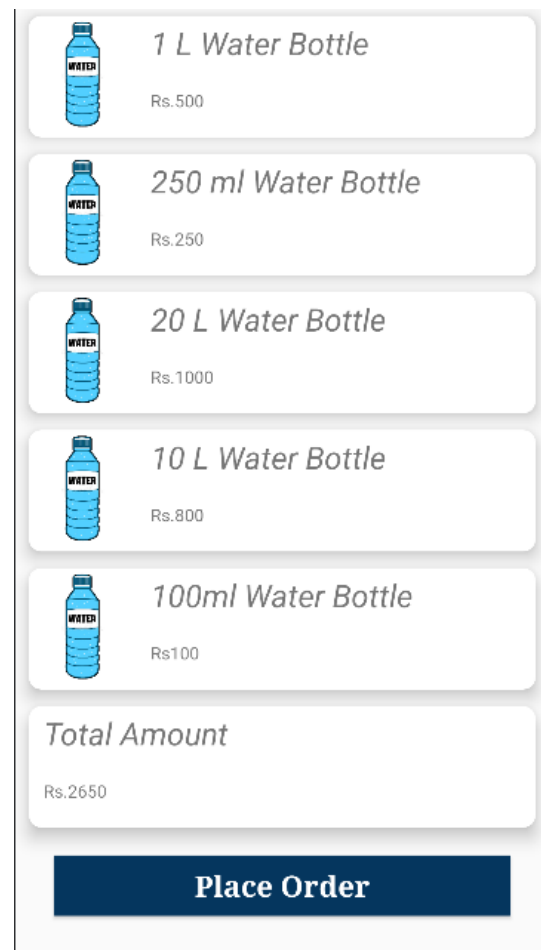 WATER
1 L Water Bottle
Rs.500
WATER
250 ml Water Bottle
Rs.250
WATER
20 L Water Bottle
Rs.1000
WATER
10 L Water Bottle
Rs.800
WATER
100ml Water Bottle
Rs100
Total Amount
Rs.2650
Place Order